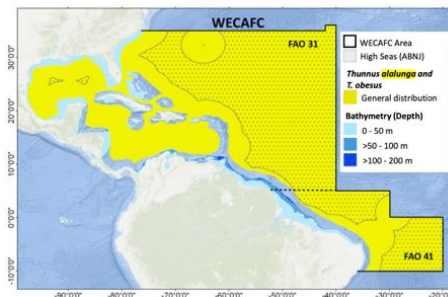 WECAFC
FAO 31
WECAFC Area
High Seas (ABNJ)
Thunnus alalunga and
T. obesus
General distribution
Bathymetry (Depth)
0 - 50 m
>50 - 100 m
>100 - 200 m
FAO 41
30°0'0"
20°0'0"
10°0'0"
0°0'0"
-10°0'0"
-90°0'0"
-80°0'0"
-70°0'0"
-60°0'0"
-50°0'0"
-40°0'0"
-30°0'0"
-20°0'0"